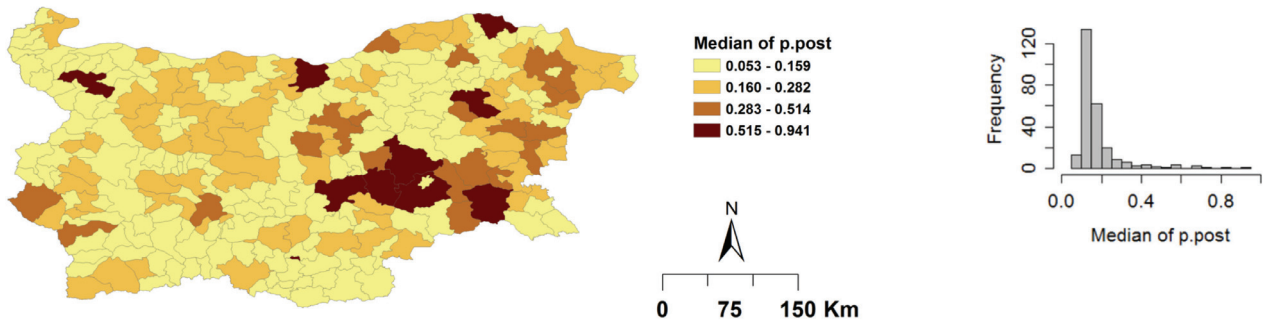 Median of p.post
0.053 - 0.159
0.160 - 0.282
0.283 - 0.514
0.515 - 0.941
N
0 75 150 Km
Frequency
0 40 80 120
0.0 0.4 0.8
Median of p.post